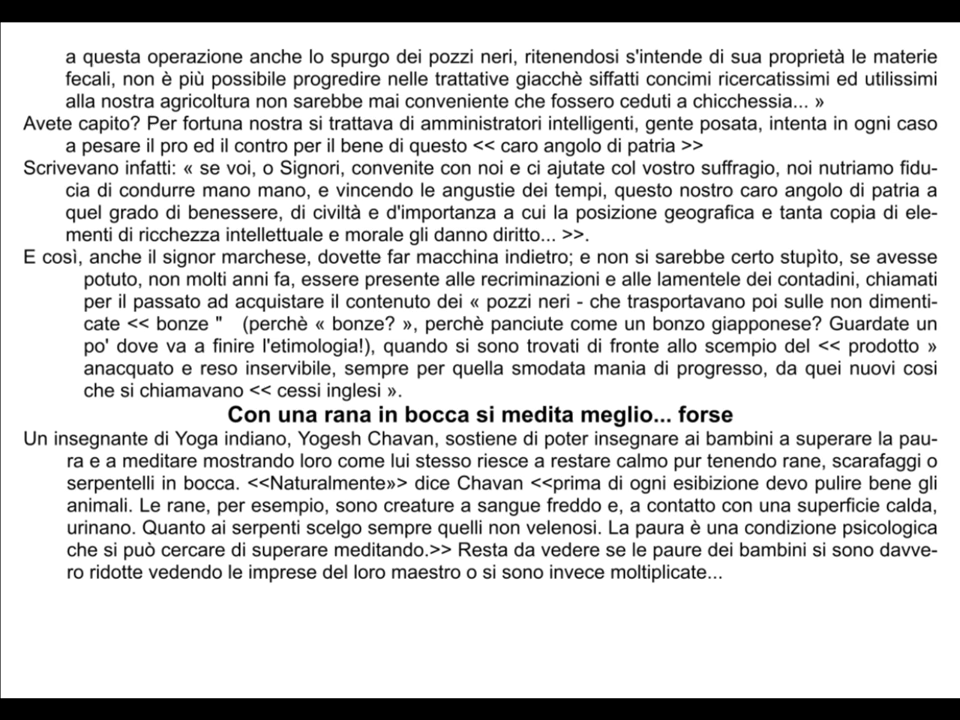 a questa operazione anche lo spurgo dei pozzi neri, ritenendosi s'intende di sua proprietà le materie
fecali, non è più possibile progredire nelle trattative giacchè siffatti concimi ricercatissimi ed utilissimi
alla nostra agricoltura non sarebbe mai conveniente che fossero ceduti a chicchessia... »
Avete capito? Per fortuna nostra si trattava di amministratori intelligenti, gente posata, intenta in ogni caso
a pesare il pro ed il contro per il bene di questo << caro angolo di patria >>
Scrivevano infatti: « se voi, o Signori, convenite con noi e ci ajutate col vostro suffragio, noi nutriamo fidu-
cia di condurre mano mano, e vincendo le angustie dei tempi, questo nostro caro angolo di patria a
quel grado di benessere, di civiltà e d'importanza a cui la posizione geografica e tanta copia di ele-
menti di ricchezza intellettuale e morale gli danno diritto... >>.
E così, anche il signor marchese, dovette far macchina indietro; e non si sarebbe certo stupìto, se avesse
potuto, non molti anni fa, essere presente alle recriminazioni e alle lamentele dei contadini, chiamati
per il passato ad acquistare il contenuto dei « pozzi neri - che trasportavano poi sulle non dimenti-
cate << bonze " (perchè « bonze? », perchè panciute come un bonzo giapponese? Guardate un
po' dove va a finire l'etimologia!), quando si sono trovati di fronte allo scempio del << prodotto »
anacquato e reso inservibile, sempre per quella smodata mania di progresso, da quei nuovi cosi
che si chiamavano << cessi inglesi ».
Con una rana in bocca si medita meglio... forse
Un insegnante di Yoga indiano, Yogesh Chavan, sostiene di poter insegnare ai bambini a superare la pau-
ra e a meditare mostrando loro come lui stesso riesce a restare calmo pur tenendo rane, scarafaggi o
serpentelli in bocca. <<Naturalmente»> dice Chavan <<prima di ogni esibizione devo pulire bene gli
animali. Le rane, per esempio, sono creature a sangue freddo e, a contatto con una superficie calda,
urinano. Quanto ai serpenti scelgo sempre quelli non velenosi. La paura è una condizione psicologica
che si può cercare di superare meditando.>> Resta da vedere se le paure dei bambini si sono davve-
ro ridotte vedendo le imprese del loro maestro o si sono invece moltiplicate...